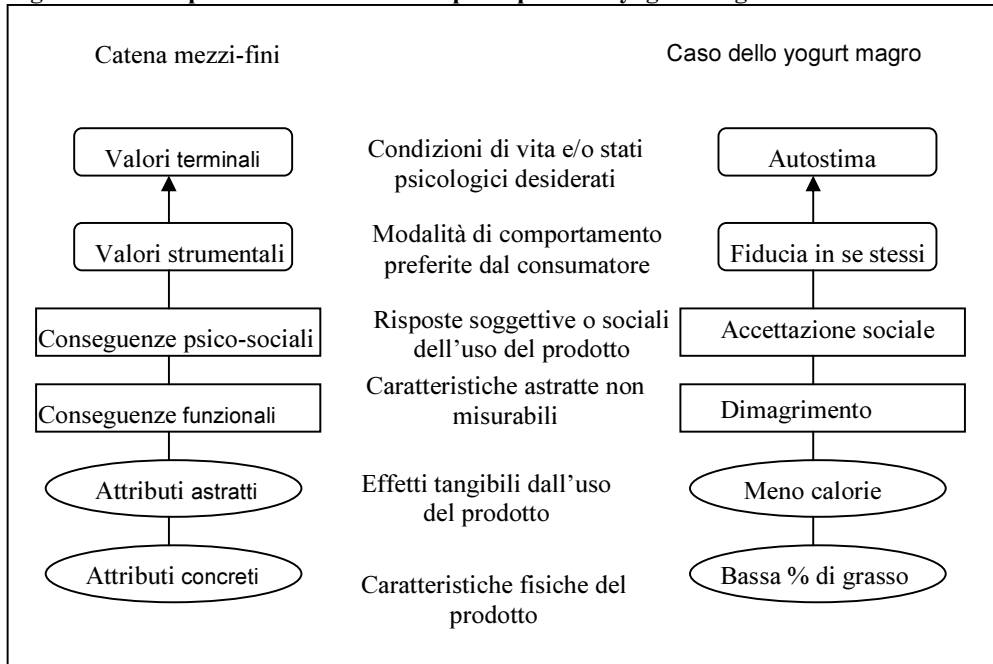 Catena mezzi-fini
Caso dello yogurt magro
Valori terminali
Condizioni di vita e/o stati
psicologici desiderati
Autostima
Valori strumentali
Modalità di comportamento
preferite dal consumatore
Fiducia in se stessi
Conseguenze psico-sociali
Risposte soggettive o sociali
dell'uso del prodotto
Accettazione sociale
Conseguenze funzionali
Caratteristiche astratte non
misurabili
Dimagrimento
Attributi astratti
Effetti tangibili dall'uso
del prodotto
Meno calorie
Attributi concreti
Caratteristiche fisiche del
prodotto
Bassa % di grasso